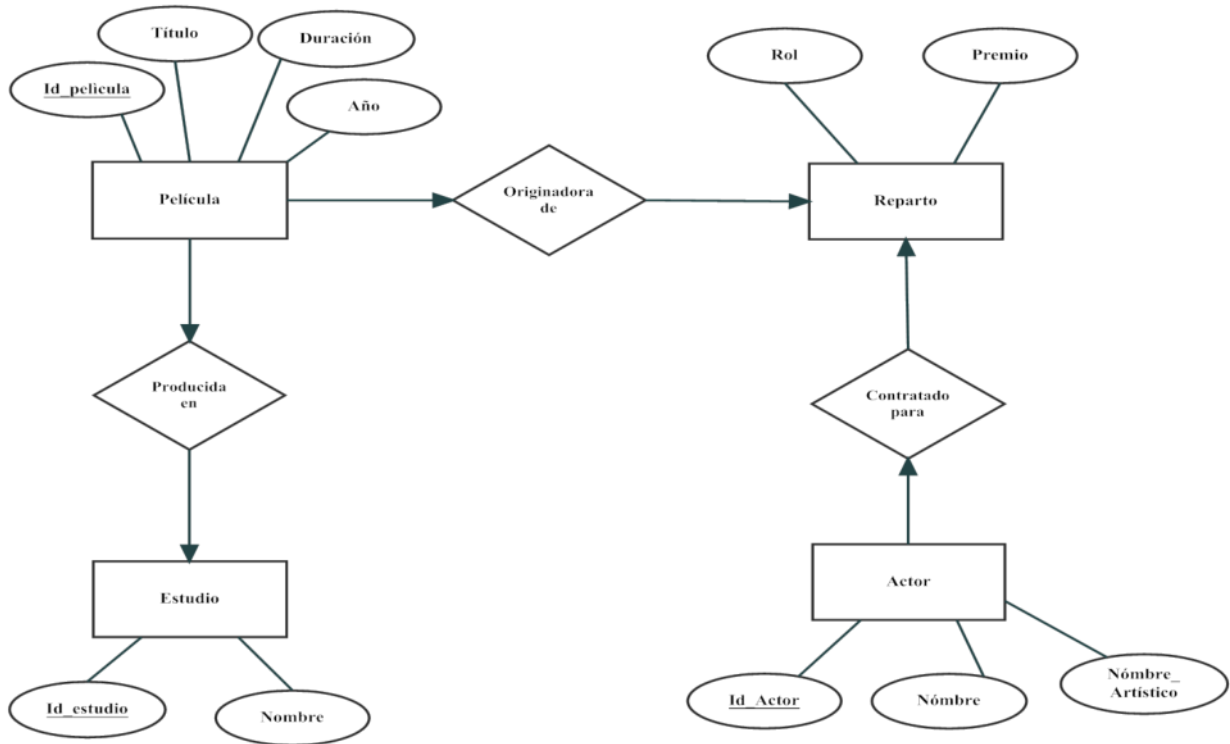 Título
Duración
Rol
Premio
Id_pelìcula
Año
Película
Originadora
de
Reparto
Producida
en
Contratado
para
Estudio
Actor
Id_estudio
Nombre
Id_Actor
Nómbre
Nómbre_
Artístico